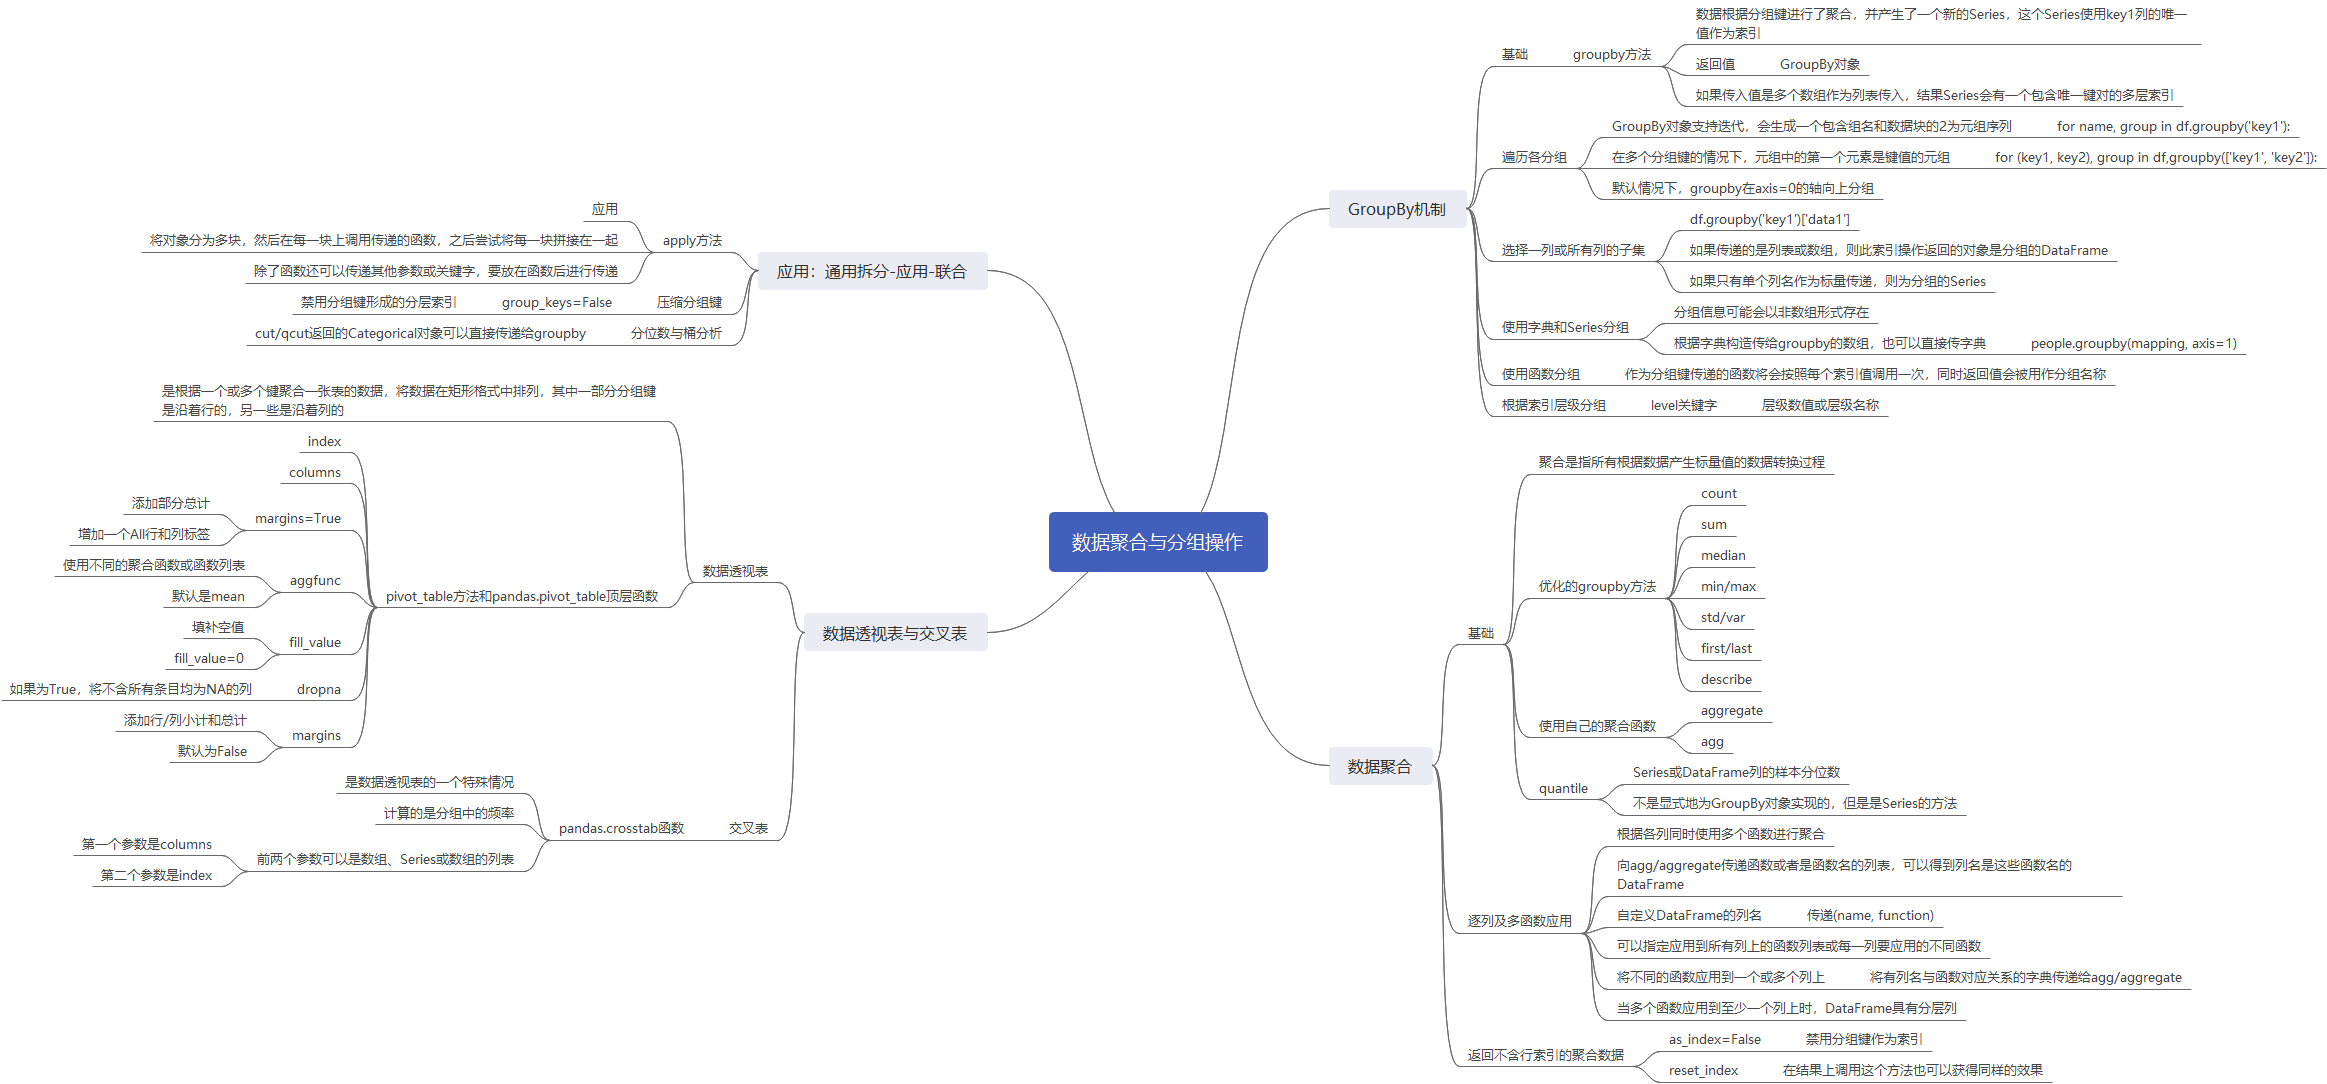 数据聚合与分组操作
GroupBy机制
基础
groupby方法
数据根据分组键进行了聚合，并产生了一个新的Series，这个Series使用key1列的唯一
值作为索引
返回值
GroupBy对象
如果传入值是多个数组作为列表传入，结果Series会有一个包含唯一键对的多层索引
遍历各分组
GroupBy对象支持迭代，会生成一个包含组名和数据块的2为元组序列
for name, group in df.groupby('key1'):
在多个分组键的情况下，元组中的第一个元素是键值的元组
for (key1, key2), group in df,groupby(['key1', 'key2']):
默认情况下，groupby在axis=0的轴向上分组
选择一列或所有列的子集
df.groupby('key1')['data1']
如果传递的是列表或数组，则此索引操作返回的对象是分组的DataFrame
如果只有单个列名作为标量传递，则为分组的Series
使用字典和Series分组
分组信息可能会以非数组形式存在
根据字典构造传给groupby的数组，也可以直接传字典
people.groupby(mapping, axis=1)
使用函数分组
作为分组键传递的函数将会按照每个索引值调用一次，同时返回值会被用作分组名称
根据索引层级分组
level关键字
层级数值或层级名称
数据聚合
基础
聚合是指所有根据数据产生标量值的数据转换过程
优化的groupby方法
count
sum
median
min/max
std/var
first/last
describe
使用自己的聚合函数
aggregate
agg
quantile
Series或DataFrame列的样本分位数
不是显式地为GroupBy对象实现的，但是是Series的方法
逐列及多函数应用
根据各列同时使用多个函数进行聚合
向agg/aggregate传递函数或者是函数名的列表，可以得到列名是这些函数名的
DataFrame
自定义DataFrame的列名
传递(name, function)
可以指定应用到所有列上的函数列表或每一列要应用的不同函数
将不同的函数应用到一个或多个列上
将有列名与函数对应关系的字典传递给agg/aggregate
当多个函数应用到至少一个列上时，DataFrame具有分层列
返回不含行索引的聚合数据
as_index=False
禁用分组键作为索引
reset_index
在结果上调用这个方法也可以获得同样的效果
应用：通用拆分-应用-联合
apply方法
应用
将对象分为多块，然后在每一块上调用传递的函数，之后尝试将每一块拼接在一起
除了函数还可以传递其他参数或关键字，要放在函数后进行传递
压缩分组键
group_keys=False
禁用分组键形成的分层索引
分位数与桶分析
cut/qcut返回的Categorical对象可以直接传递给groupby
数据透视表与交叉表
数据透视表
是根据一个或多个键聚合一张表的数据，将数据在矩形格式中排列，其中一部分分组键
是沿着行的，另一些是沿着列的
pivot_table方法和pandas.pivot_table顶层函数
index
columns
margins=True
添加部分总计
增加一个All行和列标签
aggfunc
使用不同的聚合函数或函数列表
默认是mean
fill_value
填补空值
fill_value=0
dropna
如果为True，将不含所有条目均为NA的列
margins
添加行/列小计和总计
默认为False
交叉表
pandas.crosstab函数
是数据透视表的一个特殊情况
计算的是分组中的频率
前两个参数可以是数组、Series或数组的列表
第一个参数是columns
第二个参数是index